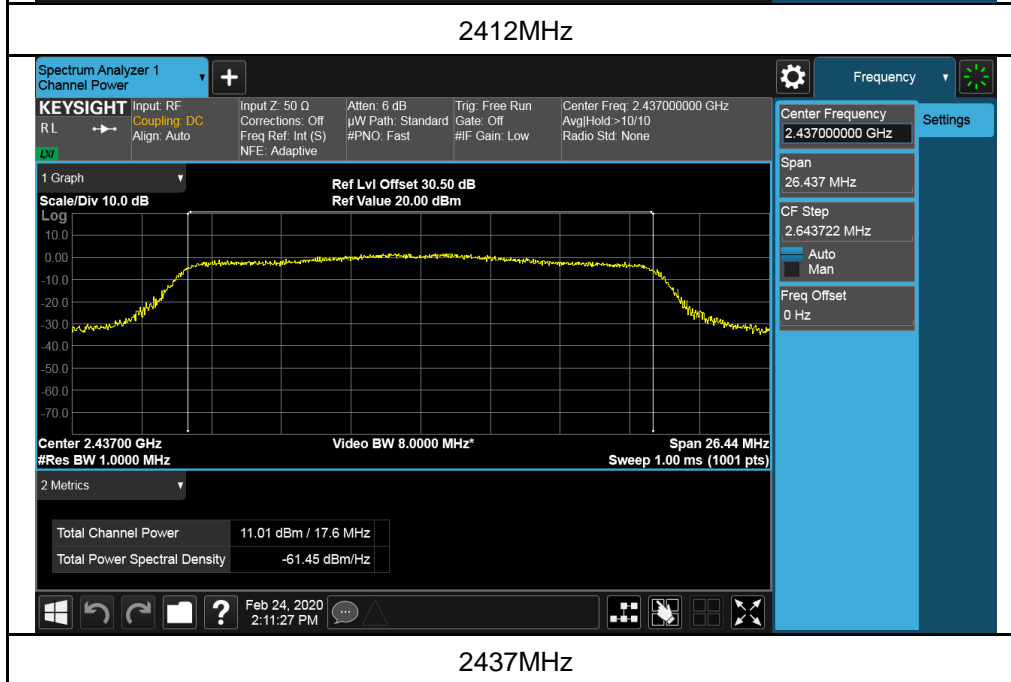 2412MHz
Spectrum Analyzer 1
Channel Power
+
Frequency
KEYSIGHT
R L
LXI
Input: RF
Coupling: DC
Align: Auto
Input Z: 50 Ω
Corrections: Off
Freq Ref: Int (S)
NFE: Adaptive
Atten: 6 dB
µW Path: Standard
#PNO: Fast
Trig: Free Run
Gate: Off
#IF Gain: Low
Center Freq: 2.437000000 GHz
Avg|Hold:>10/10
Radio Std: None
Center Frequency
2.437000000 GHz
Settings
Span
26.437 MHz
CF Step
2.643722 MHz
Auto
Man
Freq Offset
0 Hz
1 Graph
Scale/Div 10.0 dB
Ref Lvl Offset 30.50 dB
Ref Value 20.00 dBm
Log
10.0
0.00
-10.0
-20.0
-30.0
-40.0
-50.0
-60.0
-70.0
Center 2.43700 GHz
#Res BW 1.0000 MHz
Video BW 8.0000 MHz*
Span 26.44 MHz
Sweep 1.00 ms (1001 pts)
2 Metrics
Total Channel Power 11.01 dBm / 17.6 MHz
Total Power Spectral Density -61.45 dBm/Hz
?
Feb 24, 2020
2:11:27 PM
2437MHz